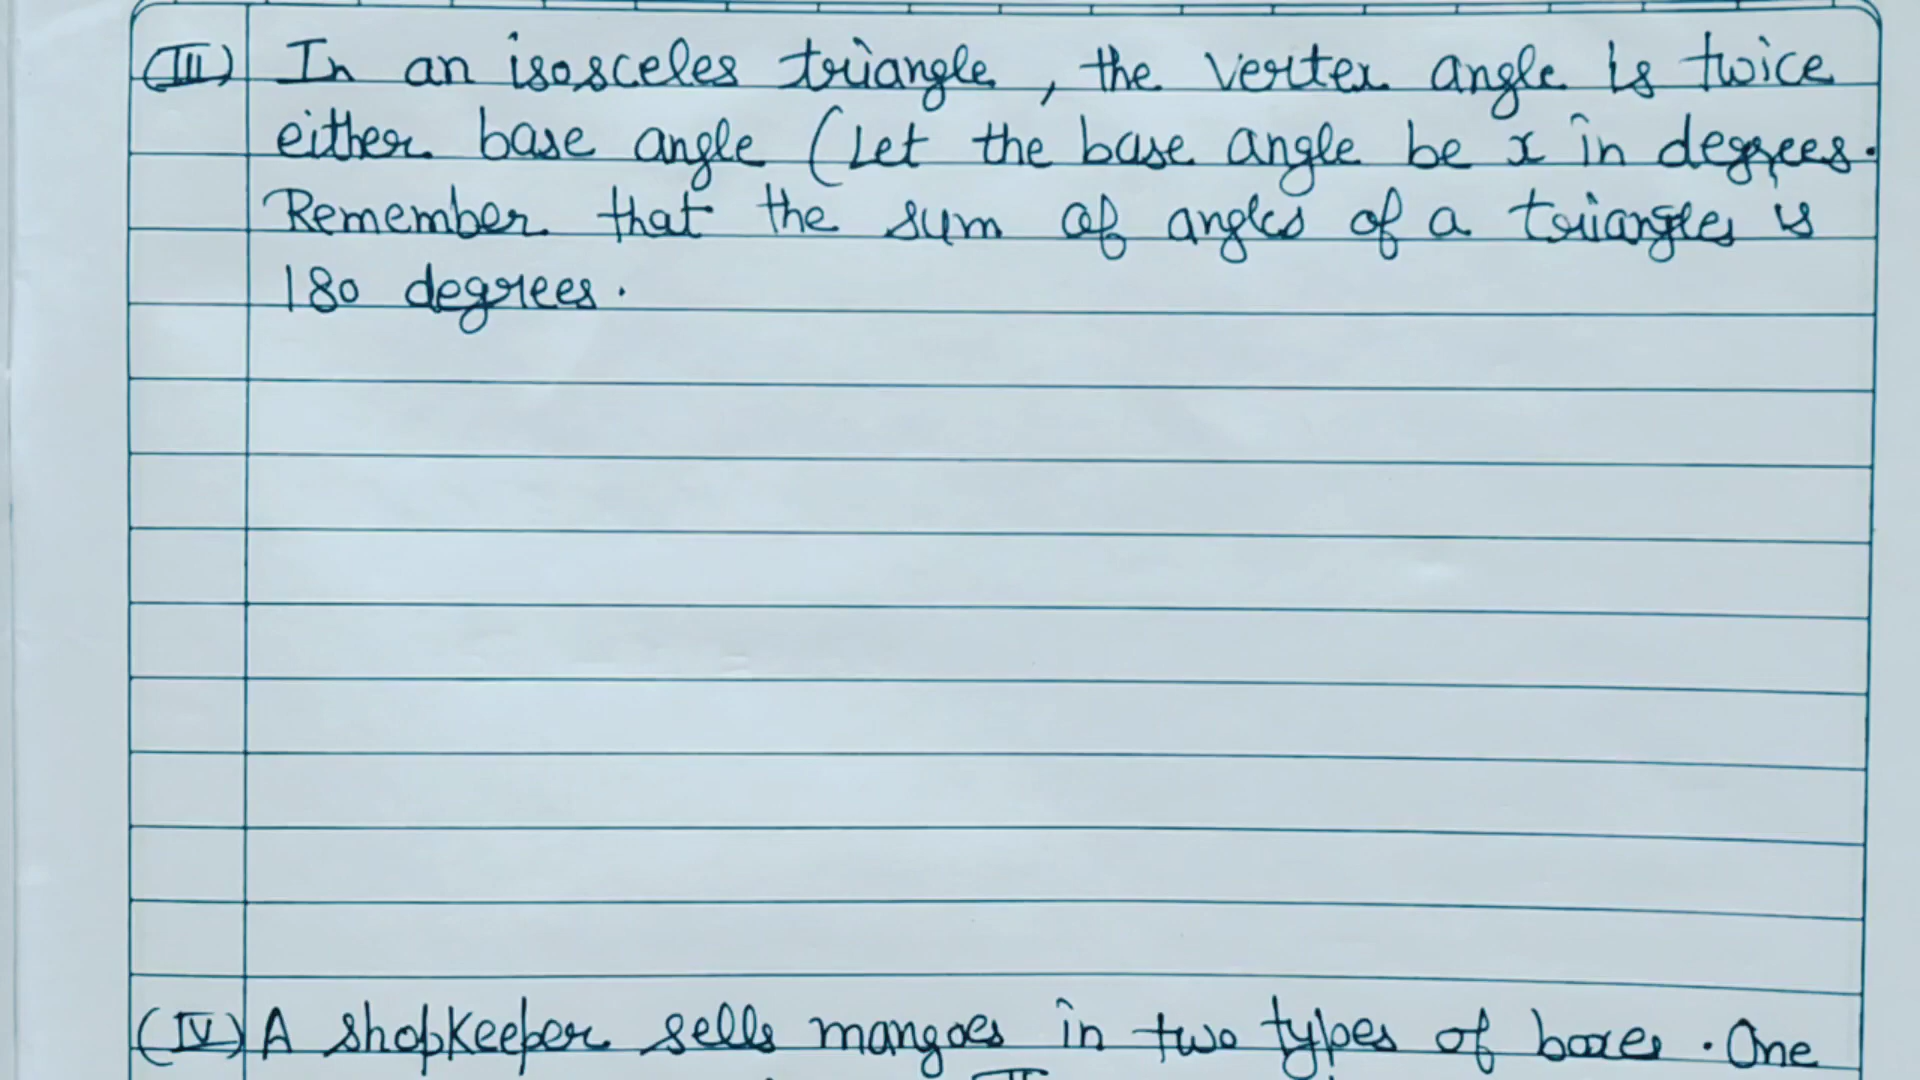 (III) In an isosceles triangle, the vertex angle is twice
either base angle (Let the base angle be x in degrees.
Remember that the sum of angles of a triangles is
180 degrees.
(IV) A shopkeeper sells mangoes in two types of boxes. One